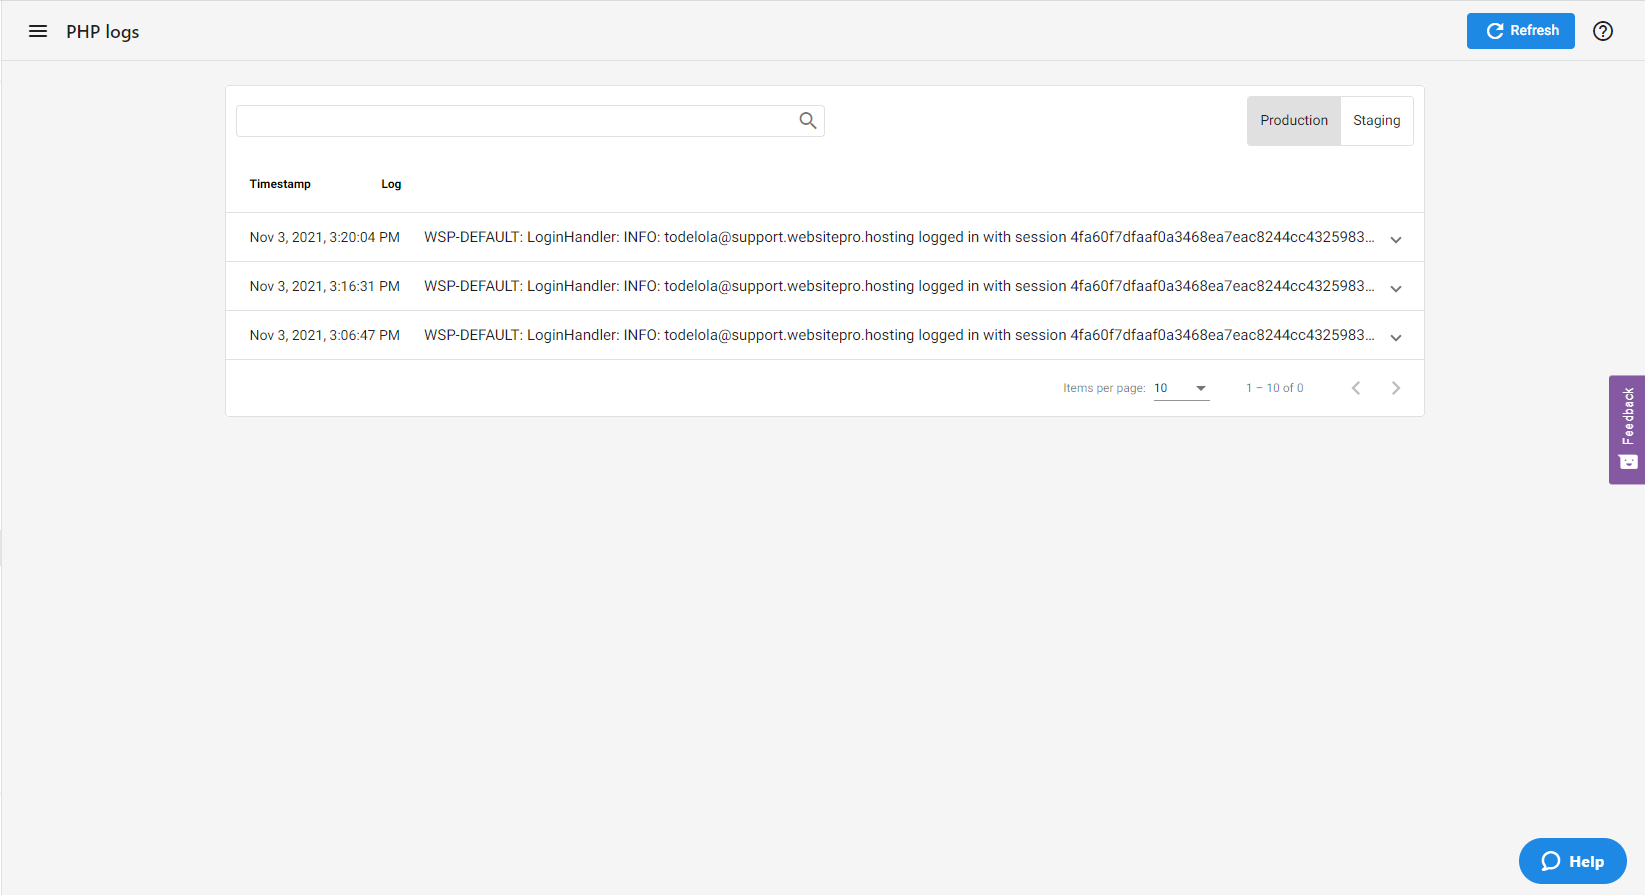 PHP logs
Refresh
Production
Staging
Timestamp
Log
Nov 3, 2021, 3:20:04 PM WSP-DEFAULT: LoginHandler: INFO: todelola@support.websitepro.hosting logged in with session 4fa60f7dfaaf0a3468ea7eac8244cc4325983...
Nov 3, 2021, 3:16:31 PM WSP-DEFAULT: LoginHandler: INFO: todelola@support.websitepro.hosting logged in with session 4fa60f7dfaaf0a3468ea7eac8244cc4325983...
Nov 3, 2021, 3:06:47 PM WSP-DEFAULT: LoginHandler: INFO: todelola@support.websitepro.hosting logged in with session 4fa60f7dfaaf0a3468ea7eac8244cc4325983...
Items per page: 10
1 – 10 of 0
Feedback
Help